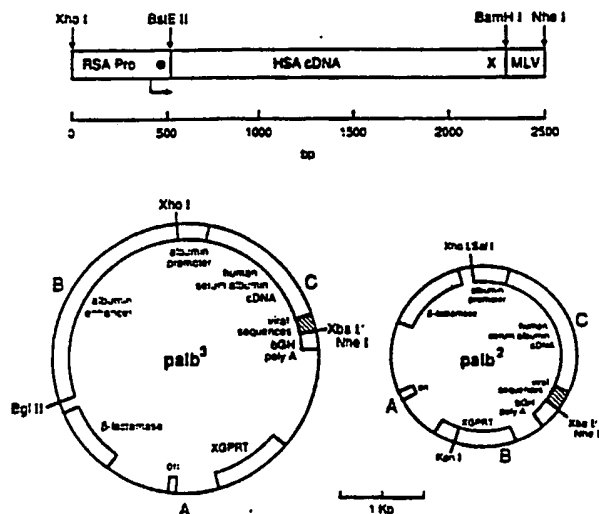 Xho I
BstE II
BamH I
Nhe I
RSA Pro
HSA cDNA
X
MLV
0
500
1000
1500
2000
2500
bp
Xho I
B
albumin
promoter
C
human
serum albumin
cDNA
albumin
enhancer
viral
sequences
bGH
poly A
Xba I'
Nhe I
palb3
Bgl II
β-lactamase
XGPRT
ori
A
1 Kp
Xho I/Sal I
albumin
promoter
β-lactamase
human
serum albumin
cDNA
C
palb2
viral
sequences
bGH
poly A
ori
A
Xba I'
Nhe I
XGPRT
B